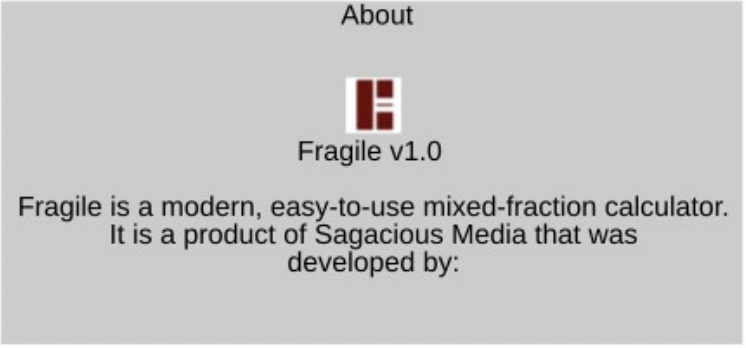 About
Fragile v1.0
Fragile is a modern, easy-to-use mixed-fraction calculator.
It is a product of Sagacious Media that was
developed by: